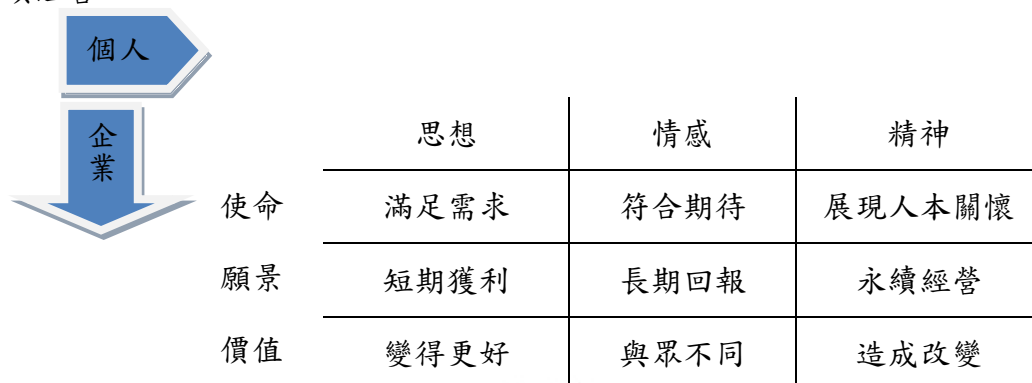 個人
企業
思想 情感 精神
使命 滿足需求 符合期待 展現人本關懷
願景 短期獲利 長期回報 永續經營
價值 變得更好 與眾不同 造成改變